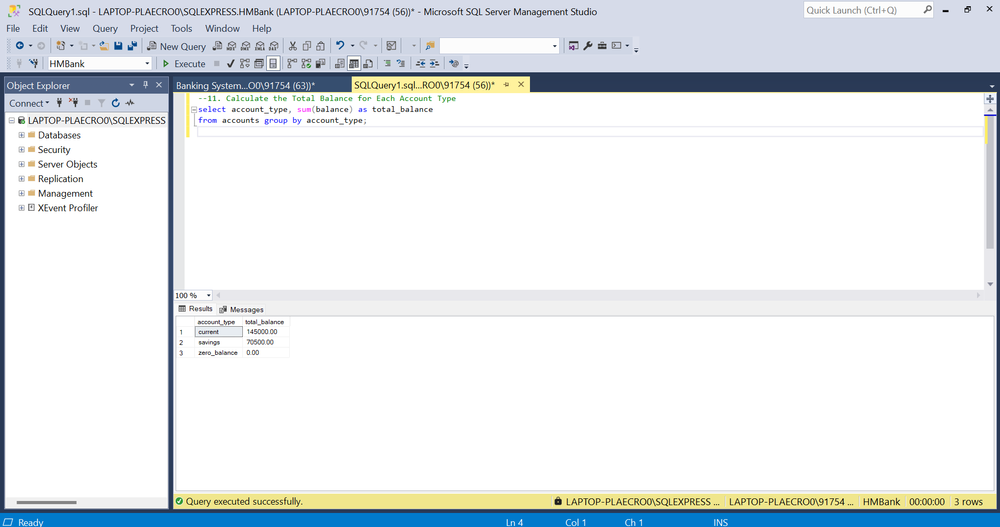 SQLQuery1.sql - LAPTOP-PLAECRO0\SQLEXPRESS.HMBank (LAPTOP-PLAECRO0\91754 (56))* - Microsoft SQL Server Management Studio
Quick Launch (Ctrl+Q)
File Edit View Query Project Tools Window Help
New Query MDX DMX XMLA DAX
HMBank Execute
Object Explorer
Banking System...O0\91754 (63))* SQLQuery1.sql...RO0\91754 (56))*
Connect
LAPTOP-PLAECRO0\SQLEXPRESS
Databases
Security
Server Objects
Replication
Management
XEvent Profiler
--11. Calculate the Total Balance for Each Account Type
select account_type, sum(balance) as total_balance
from accounts group by account_type;
100 %
Results Messages
account_type total_balance
1 current 145000.00
2 savings 70500.00
3 zero_balance 0.00
Query executed successfully. LAPTOP-PLAECRO0\SQLEXPRESS ... LAPTOP-PLAECRO0\91754 ... HMBank 00:00:00 3 rows
Ready Ln 4 Col 1 Ch 1 INS